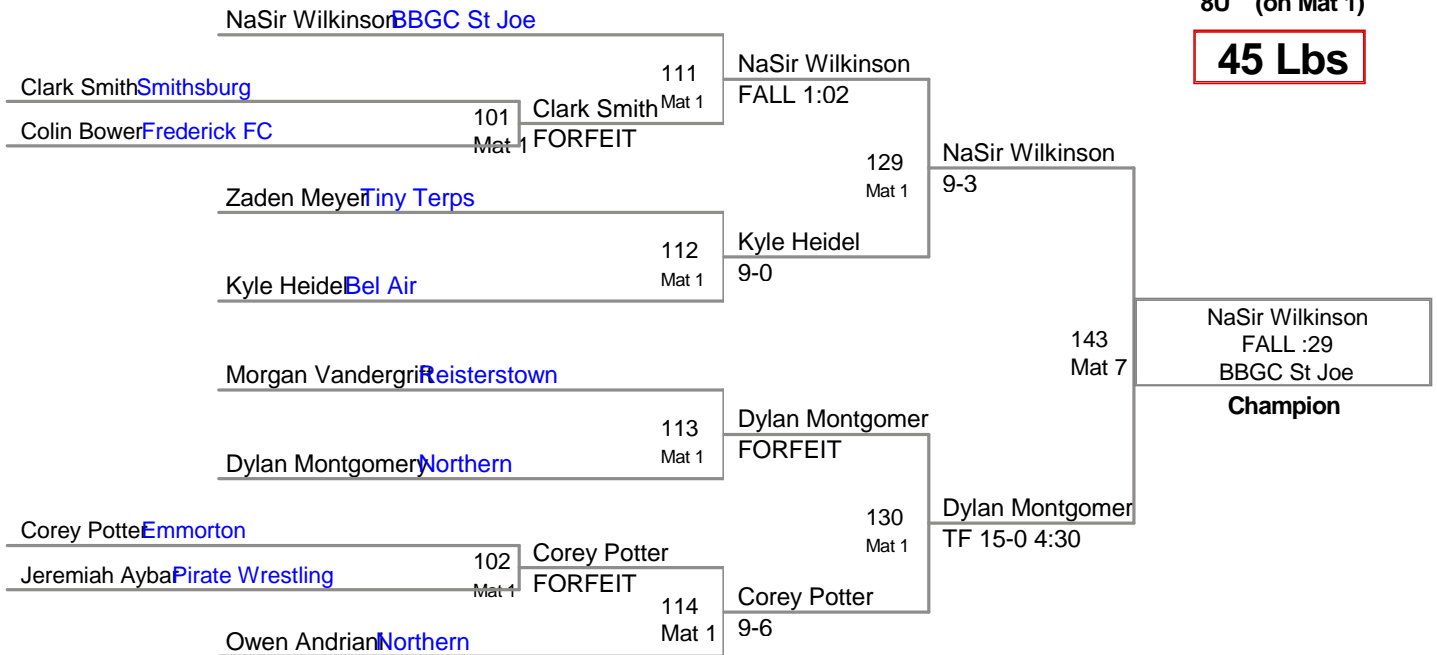 8U (on Mat 1)
45 Lbs
NaSir Wilkinson BBGC St Joe
Clark Smith Smithsburg
Colin Bower Frederick FC
101
Mat 1
Clark Smith
FORFEIT
111
Mat 1
NaSir Wilkinson
FALL 1:02
Zaden Meyer Tiny Terps
Kyle Heidel Bel Air
112
Mat 1
Kyle Heidel
9-0
129
Mat 1
NaSir Wilkinson
9-3
Morgan Vandergrift Reisterstown
Dylan Montgomery Northern
113
Mat 1
Dylan Montgomer
FORFEIT
Corey Potter Emmorton
Jeremiah Aybar Pirate Wrestling
102
Mat 1
Corey Potter
FORFEIT
Owen Andriani Northern
114
Mat 1
Corey Potter
9-6
130
Mat 1
Dylan Montgomer
TF 15-0 4:30
143
Mat 7
NaSir Wilkinson
FALL :29
BBGC St Joe
Champion